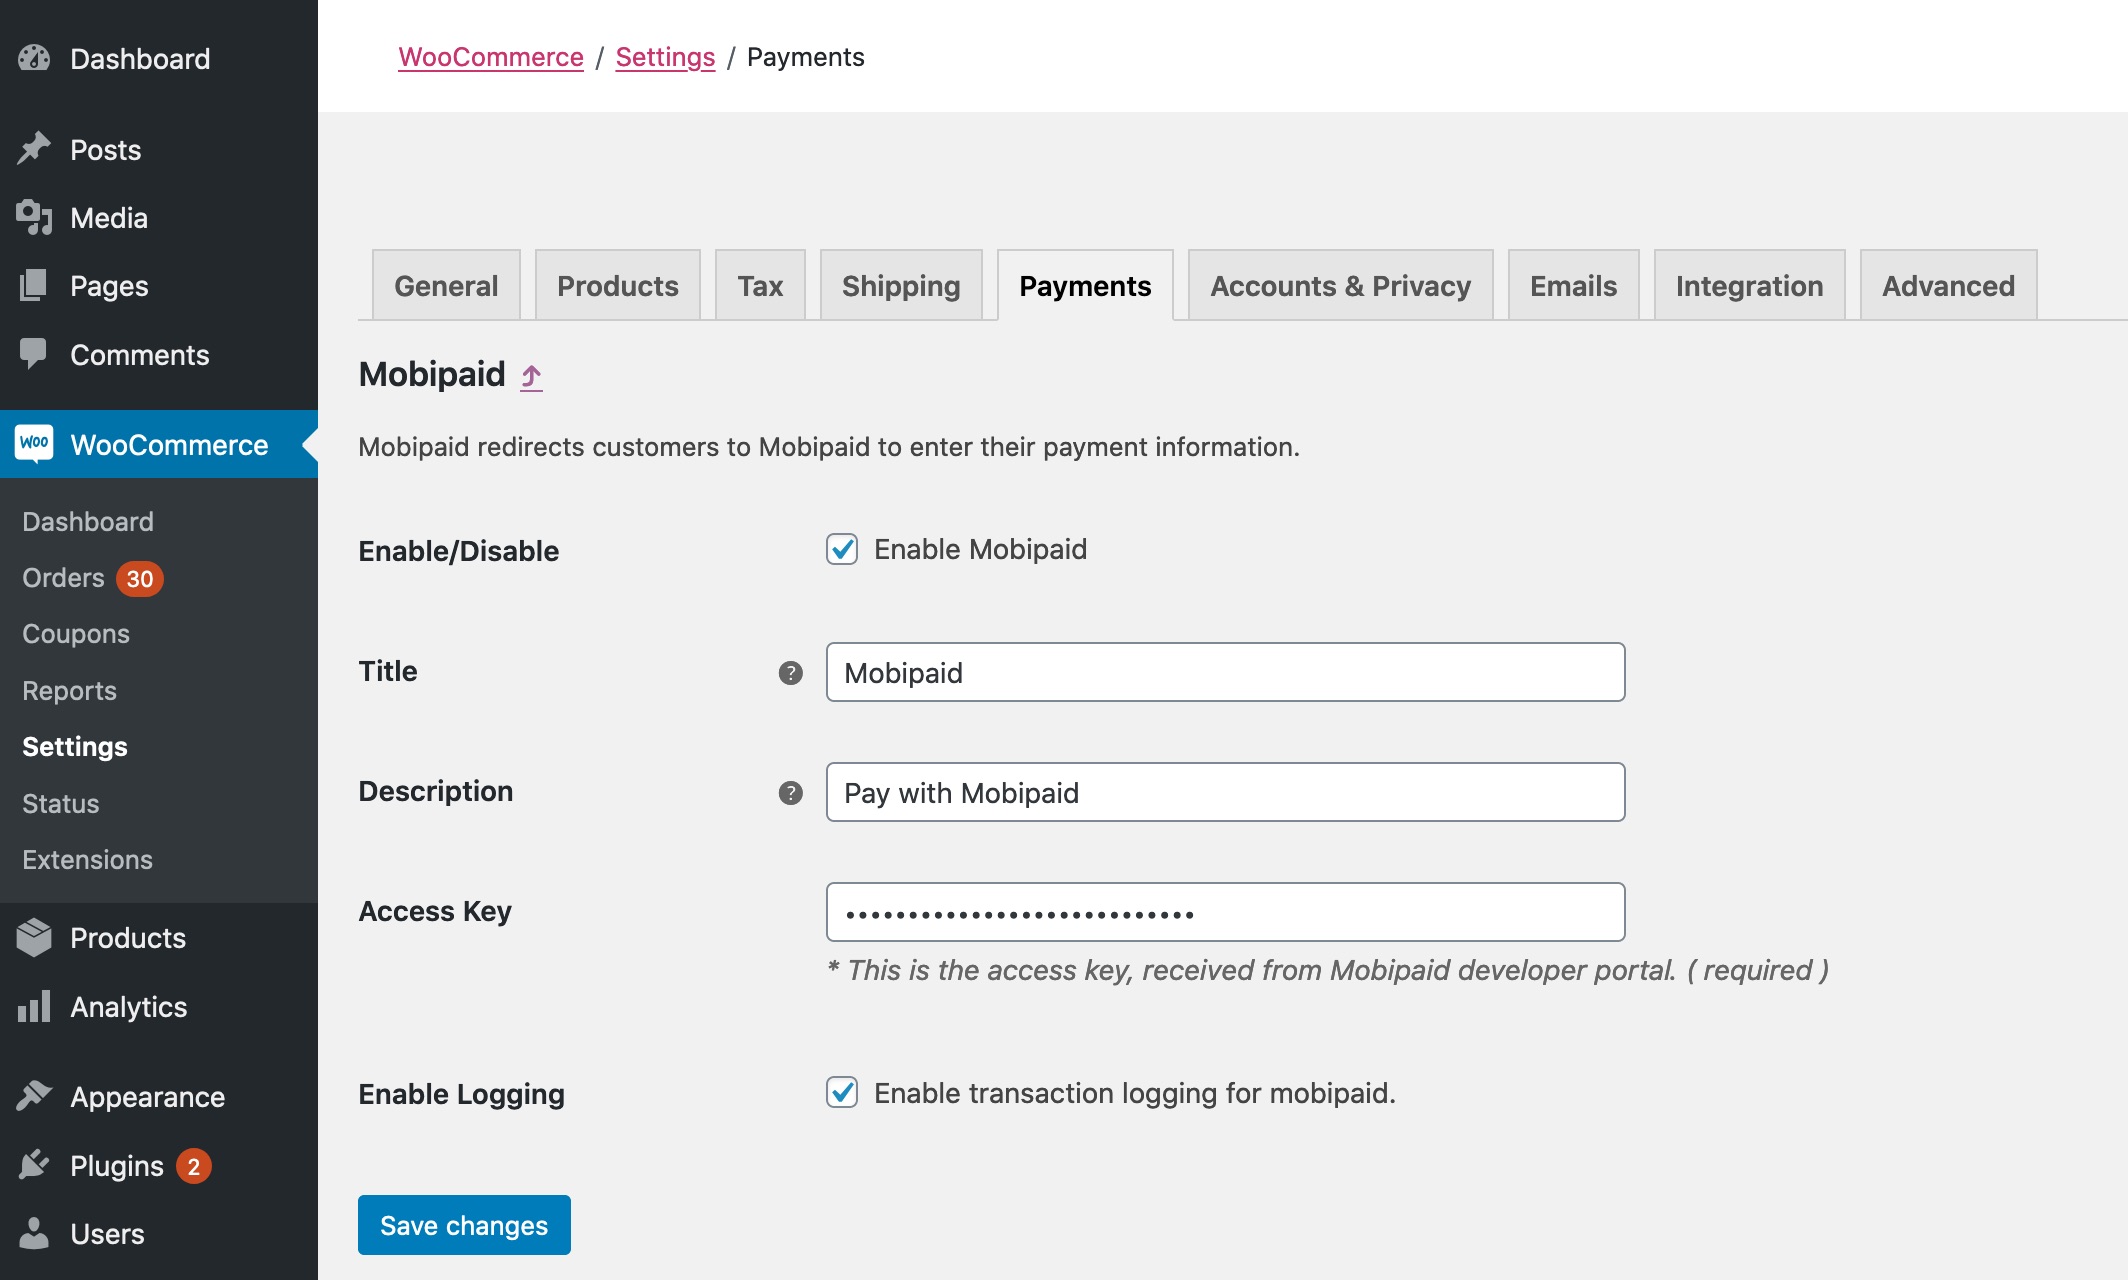 Dashboard
Posts
Media
Pages
Comments
Woo WooCommerce
Dashboard
Orders 30
Coupons
Reports
Settings
Status
Extensions
Products
Analytics
Appearance
Plugins 2
Users
WooCommerce / Settings / Payments
General Products Tax Shipping Payments Accounts & Privacy Emails Integration Advanced
Mobipaid
Mobipaid redirects customers to Mobipaid to enter their payment information.
Enable/Disable Enable Mobipaid
Title ? Mobipaid
Description ? Pay with Mobipaid
Access Key ••••••••••••••••••••••••••••
* This is the access key, received from Mobipaid developer portal. ( required )
Enable Logging Enable transaction logging for mobipaid.
Save changes